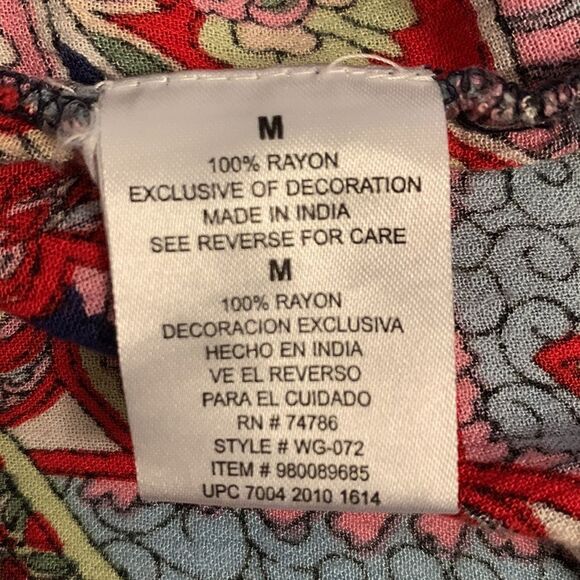 M
100% RAYON
EXCLUSIVE OF DECORATION
MADE IN INDIA
SEE REVERSE FOR CARE
M
100% RAYON
DECORACION EXCLUSIVA
HECHO EN INDIA
VE EL REVERSO
PARA EL CUIDADO
RN # 74786
STYLE # WG-072
ITEM # 980089685
UPC 7004 2010 1614